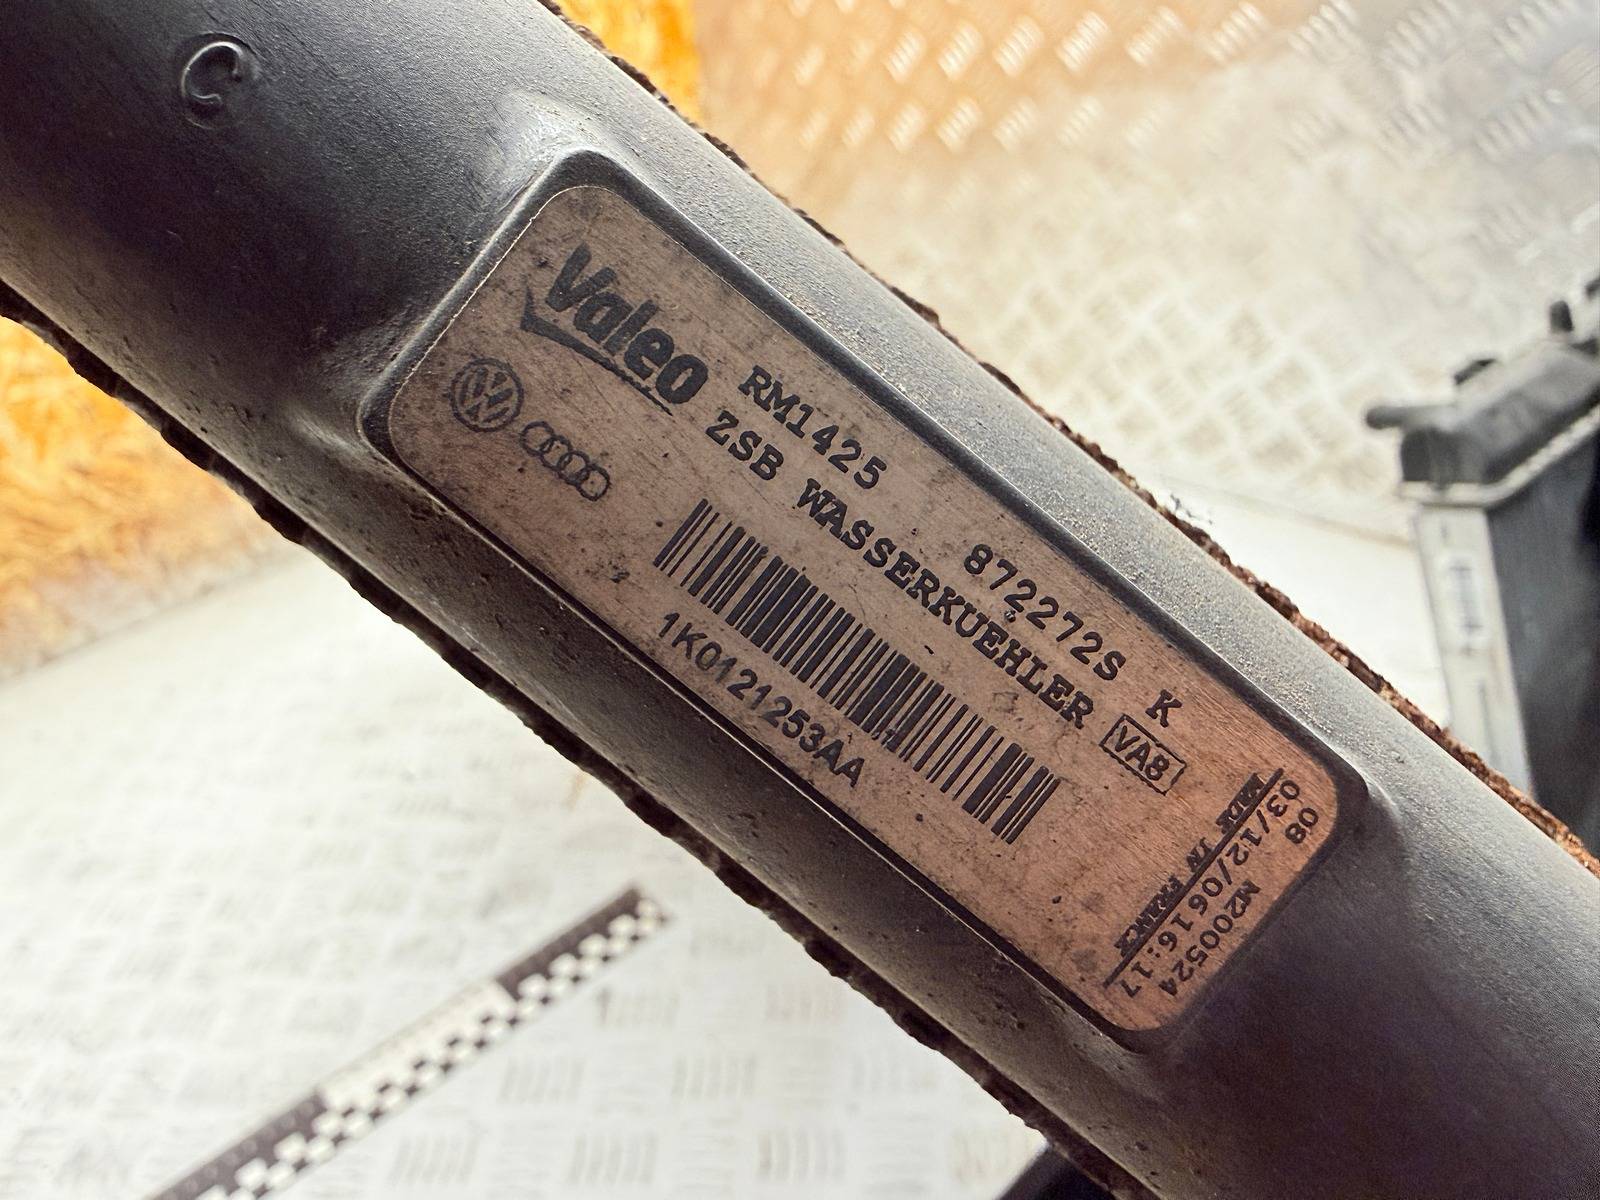 C
Valeo
RM1425 872272S K
ZSB WASSERKUEHLER VA8
1K0121253AA
08 M200524
03/12/06 16:17
MADE IN FRANCE